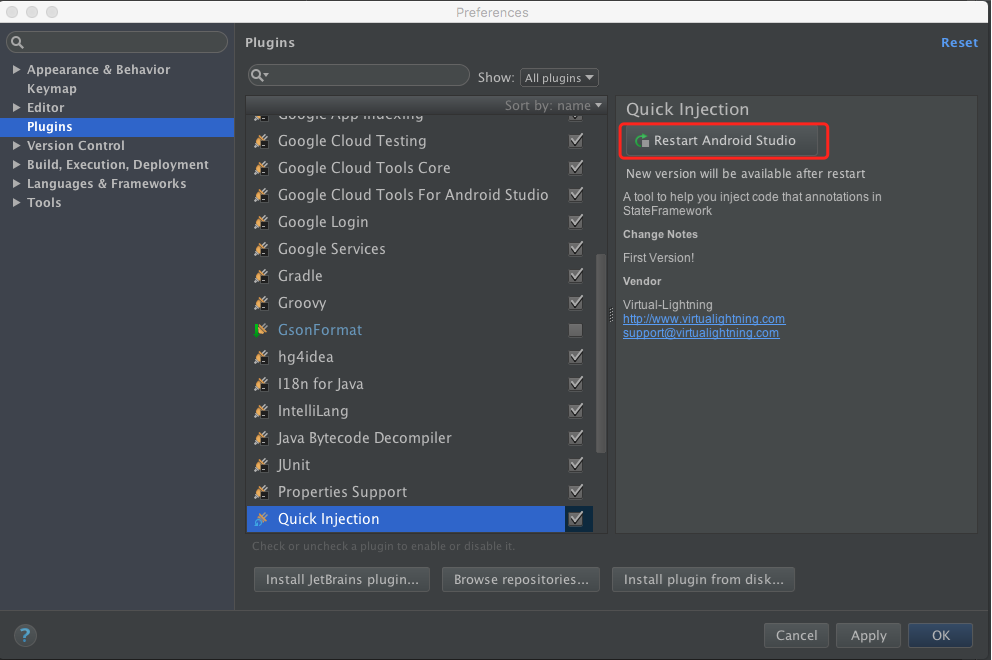 Preferences
Appearance & Behavior
Keymap
Editor
Plugins
Version Control
Build, Execution, Deployment
Languages & Frameworks
Tools
Plugins
Reset
Show: All plugins
Sort by: name
Google App Indexing
Google Cloud Testing
Google Cloud Tools Core
Google Cloud Tools For Android Studio
Google Login
Google Services
Gradle
Groovy
GsonFormat
hg4idea
I18n for Java
IntelliLang
Java Bytecode Decompiler
JUnit
Properties Support
Quick Injection
Check or uncheck a plugin to enable or disable it.
Install JetBrains plugin...
Browse repositories...
Install plugin from disk...
Quick Injection
Restart Android Studio
New version will be available after restart
A tool to help you inject code that annotations in
StateFramework
Change Notes
First Version!
Vendor
Virtual-Lightning
http://www.virtualightning.com
support@virtualightning.com
?
Cancel
Apply
OK